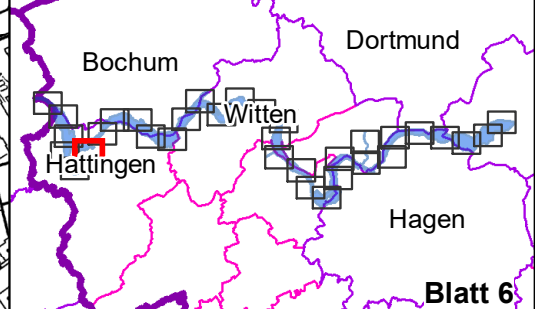 Dortmund
Bochum
Witten
Hattingen
Hagen
Blatt 6